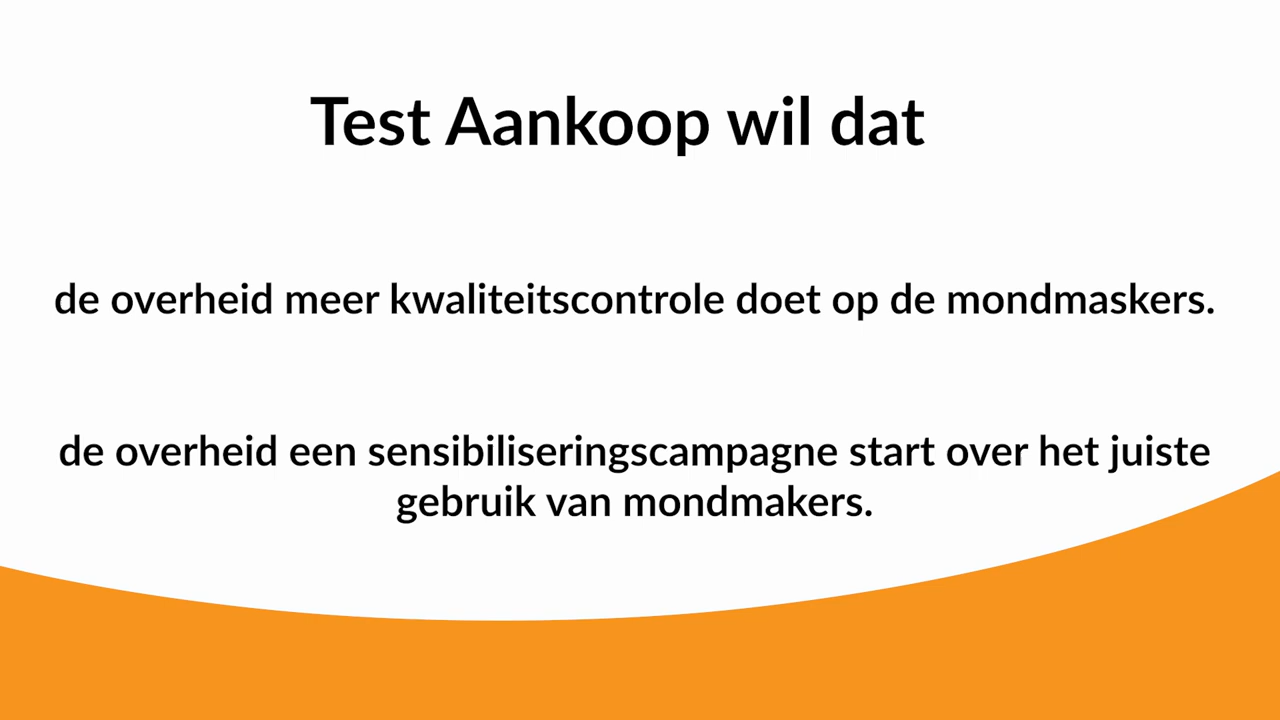 Test Aankoop wil dat
de overheid meer kwaliteitscontrole doet op de mondmaskers.
de overheid een sensibiliseringscampagne start over het juiste
gebruik van mondmakers.